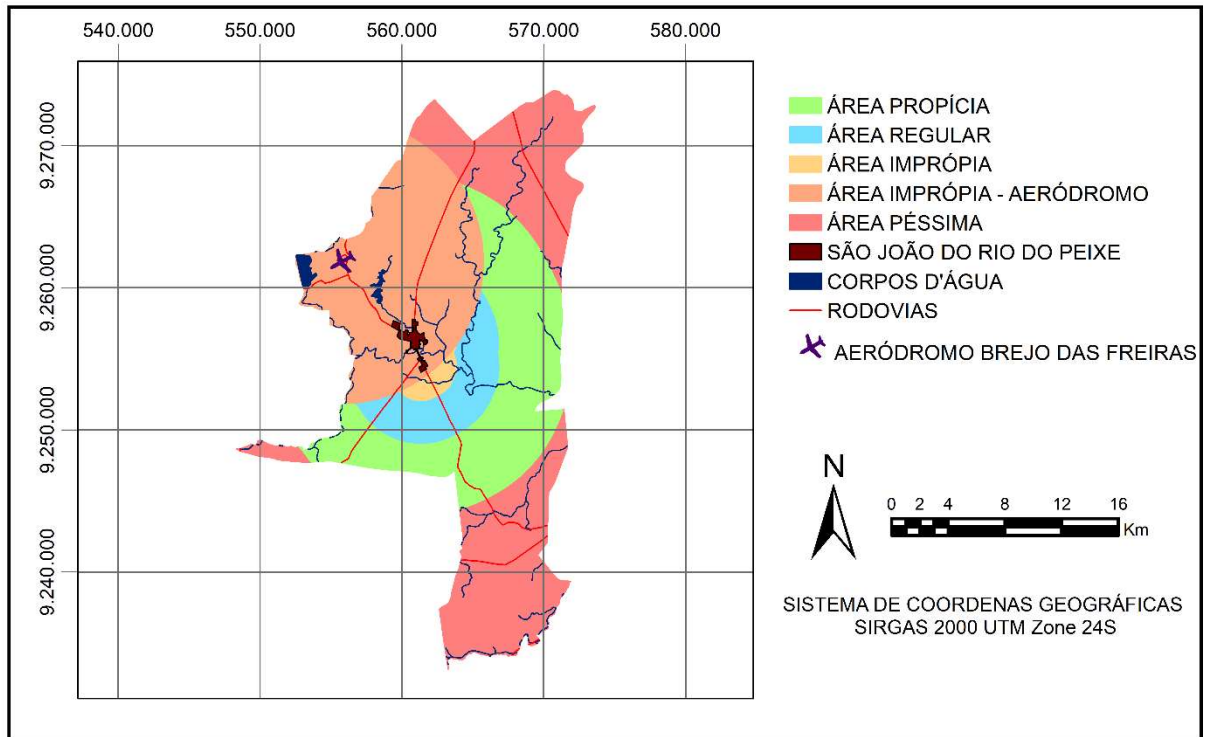 540.000 550.000 560.000 570.000 580.000
9.270.000
9.260.000
9.250.000
9.240.000
ÁREA PROPÍCIA
ÁREA REGULAR
ÁREA IMPRÓPIA
ÁREA IMPRÓPIA - AERÓDROMO
ÁREA PÉSSIMA
SÃO JOÃO DO RIO DO PEIXE
CORPOS D'ÁGUA
RODOVIAS
AERÓDROMO BREJO DAS FREIRAS
N
0 2 4 8 12 16
Km
SISTEMA DE COORDENAS GEOGRÁFICAS
SIRGAS 2000 UTM Zone 24S